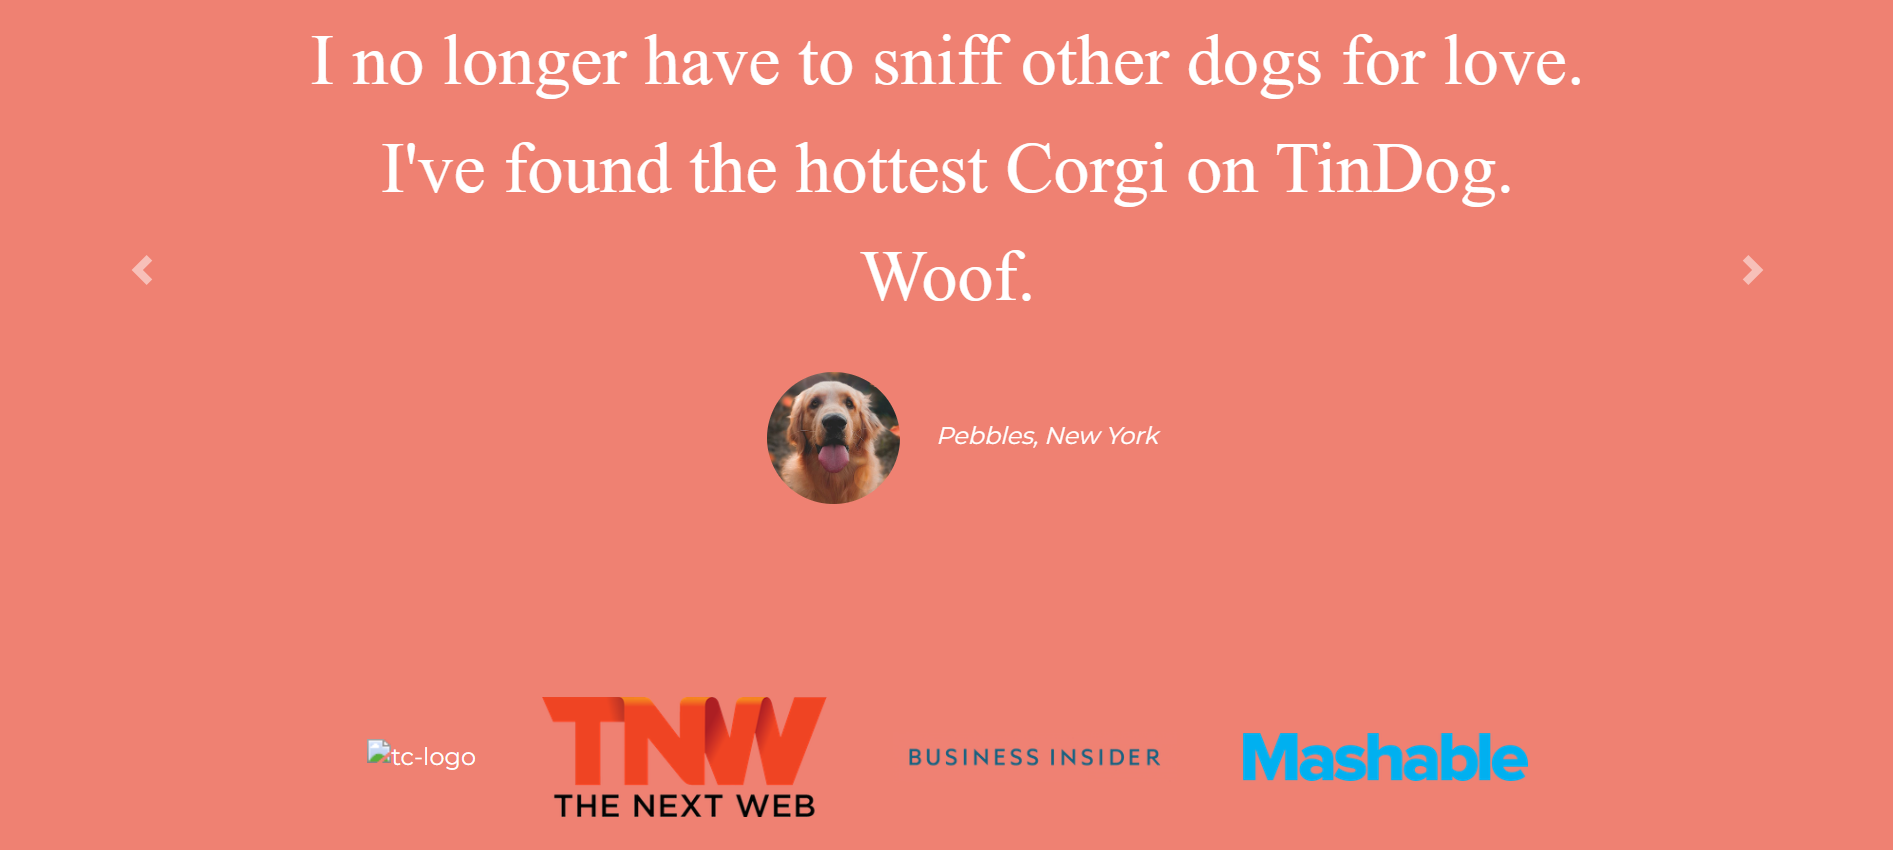 I no longer have to sniff other dogs for love.
I've found the hottest Corgi on TinDog.
Woof.
Pebbles, New York
tc-logo
TNW
THE NEXT WEB
BUSINESS INSIDER
Mashable